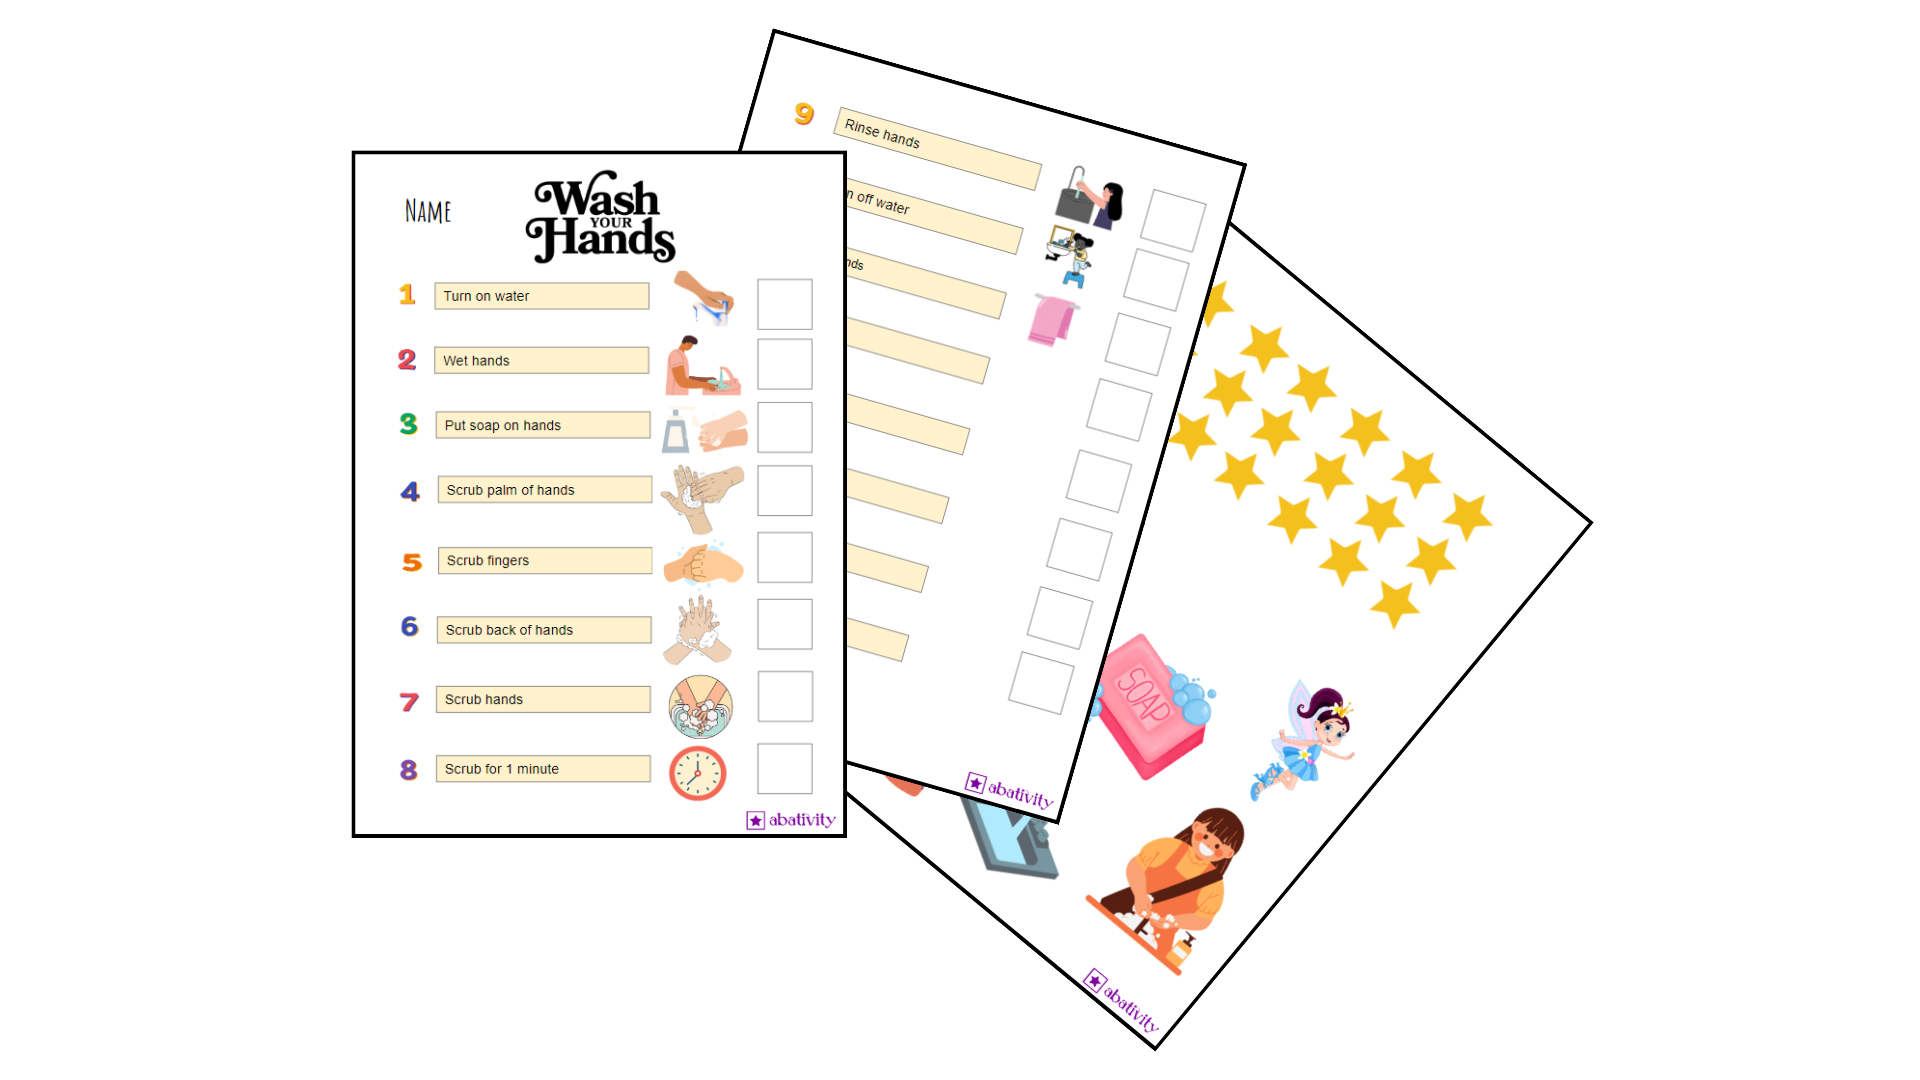 NAME
Wash
YOUR
Hands
1 Turn on water
2 Wet hands
3 Put soap on hands
4 Scrub palm of hands
5 Scrub fingers
6 Scrub back of hands
7 Scrub hands
8 Scrub for 1 minute
abativity
9 Rinse hands
n off water
nds
abativity
SOAP
abativity